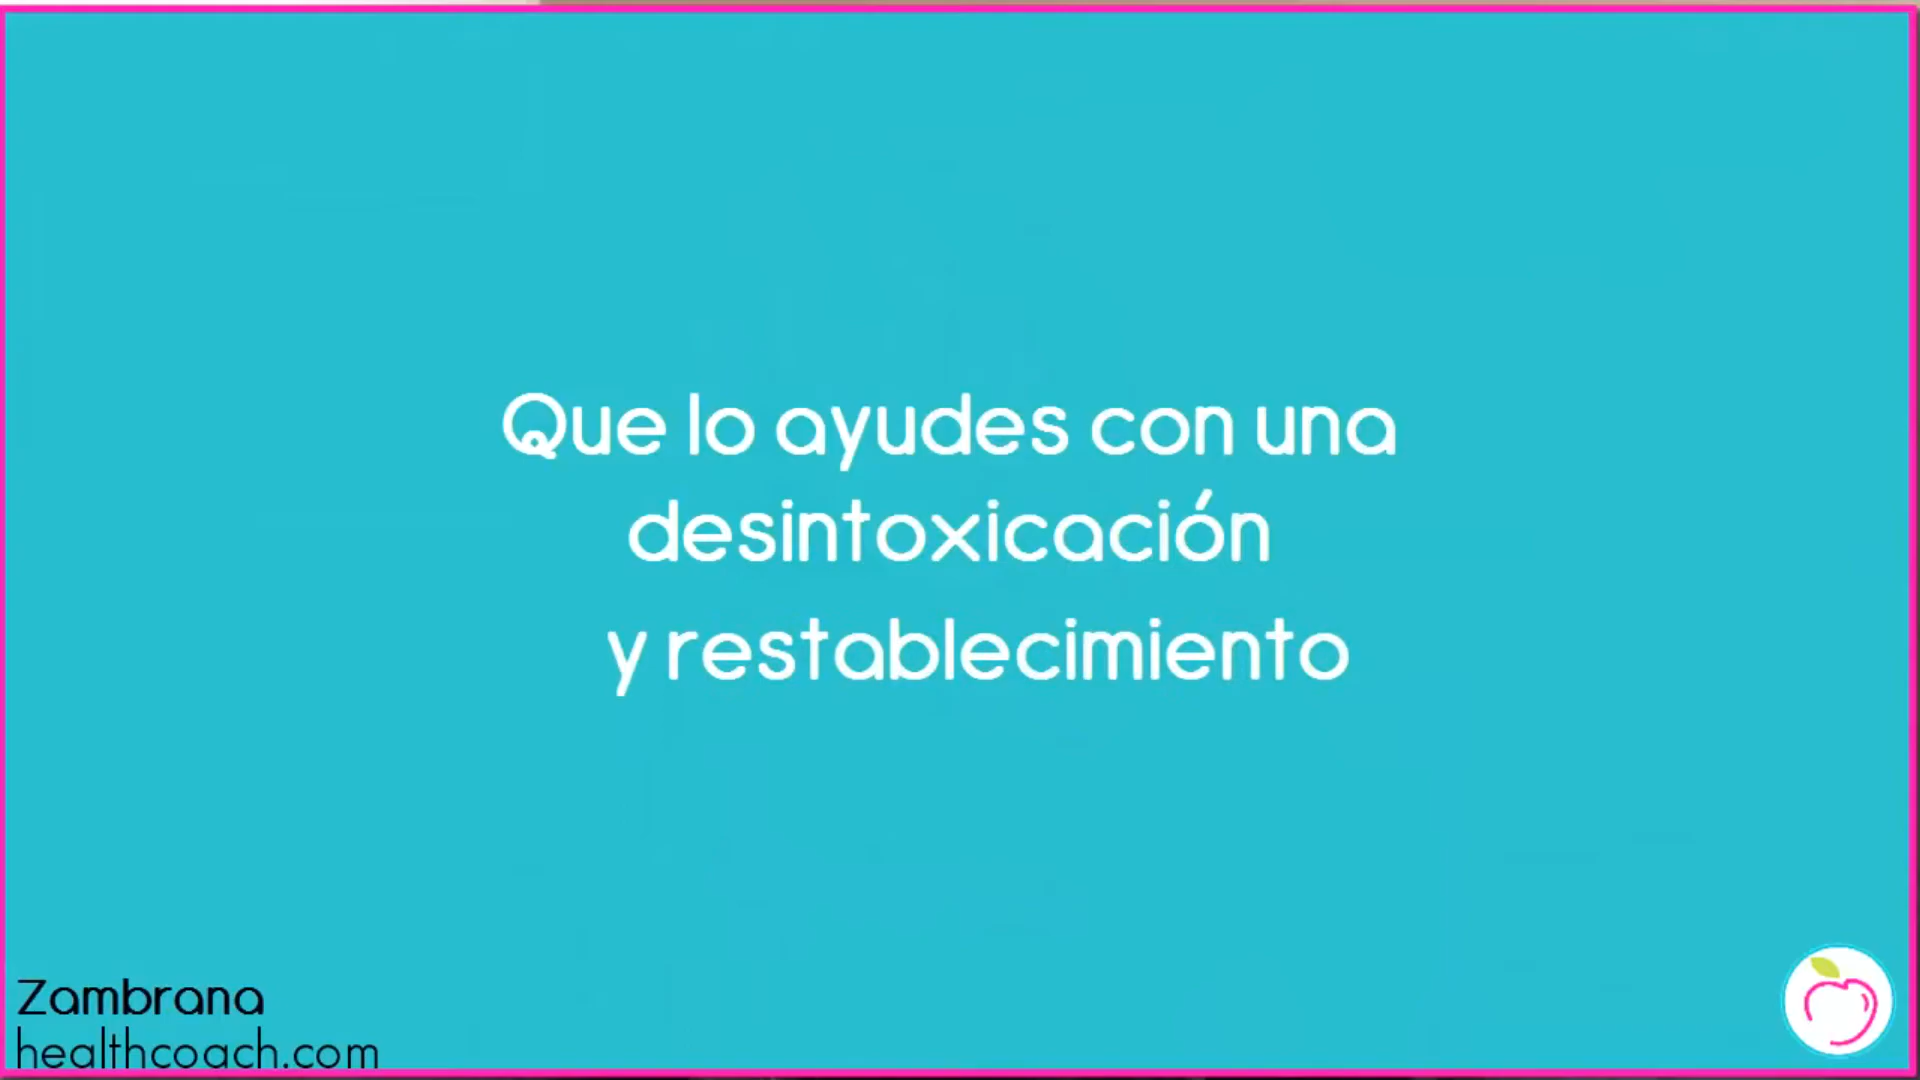 Que lo ayudes con una
desintoxicación
y restablecimiento
Zambrana
healthcoach.com